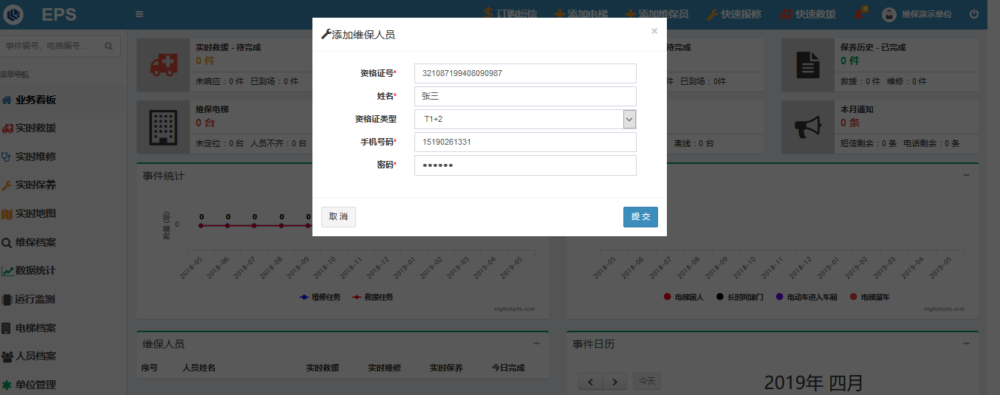 EPS
订购短信 添加电梯 添加维保员 快速报修 快速救援 0 维保演示单位
事件编号、电梯编号...
菜单导航
业务看板
实时救援
实时维修
实时保养
实时地图
维保档案
数据统计
运行监测
电梯档案
人员档案
单位管理
添加维保人员 ×
资格证号* 321087199408090987
姓名* 张三
资格证类型 T1+2
手机号码* 15190261331
密码* ••••••
取 消 提 交
实时救援 - 待完成
0 件
未响应：0 件 已到场：0 件
待完成
已到场：0件
保养历史 - 已完成
0 件
救援：0 件 维修：0 件
维保电梯
0 台
未定位：0 台 人员不齐：0 台
离线：0 台
本月通知
0 条
短信剩余：0 条 电话剩余：0 条
事件统计
数量 (单)
0
0 0 0 0 0
2018-05 2018-06 2018-07 2018-08 2018-09 2018-10 2018-11 2018-12 2019-01 2019-02 2019-03 2019-04 2019-05
维修任务 救援任务
Highcharts.com
2018-05 2018-06 2018-07 2018-08 2018-09 2018-10 2018-11 2018-12 2019-01 2019-02 2019-03 2019-04 2019-05
电梯困人 长时间堵门 电动车进入车厢 电梯溜车
Highcharts.com
维保人员
序号 人员姓名 实时救援 实时维修 实时保养 今日完成
事件日历
今天 2019年 四月